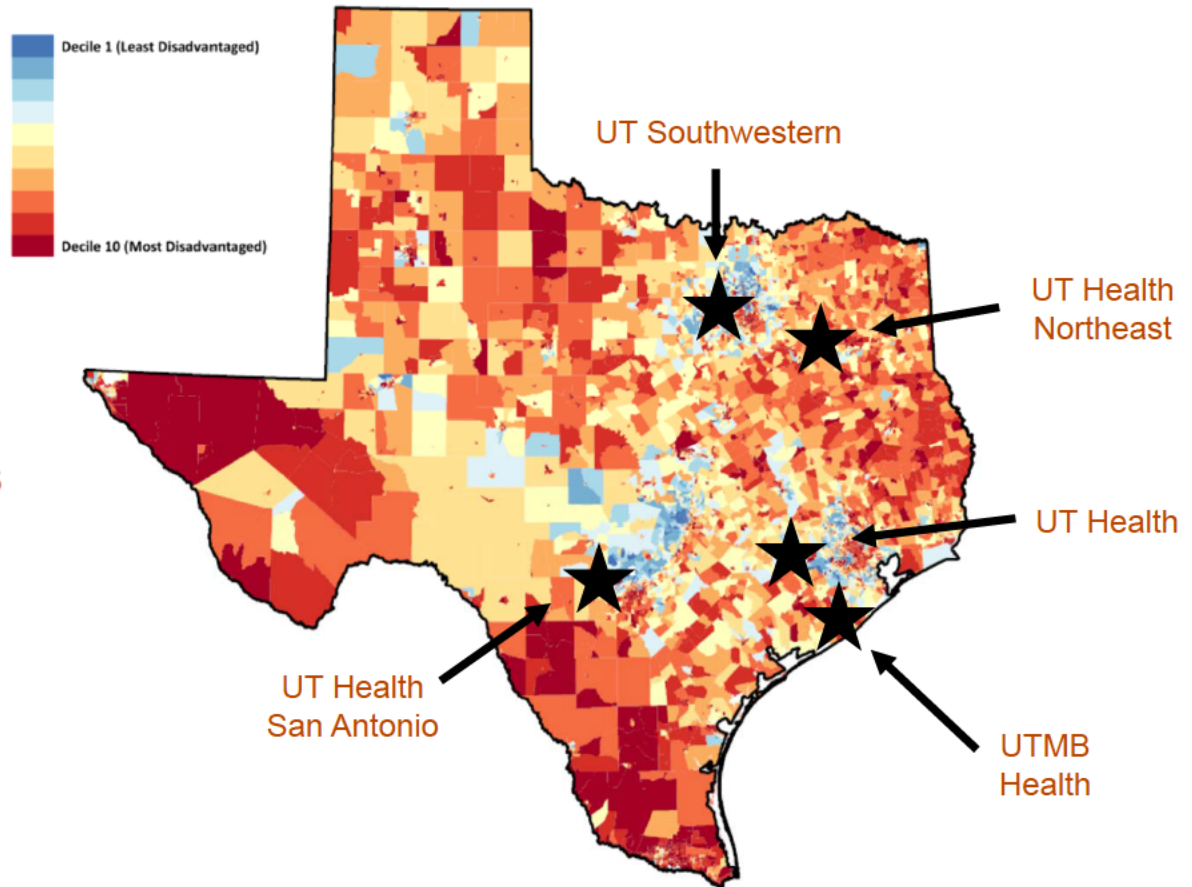 Decile 1 (Least Disadvantaged)
Decile 10 (Most Disadvantaged)
UT Southwestern
UT Health
Northeast
UT Health
UT Health
San Antonio
UTMB
Health